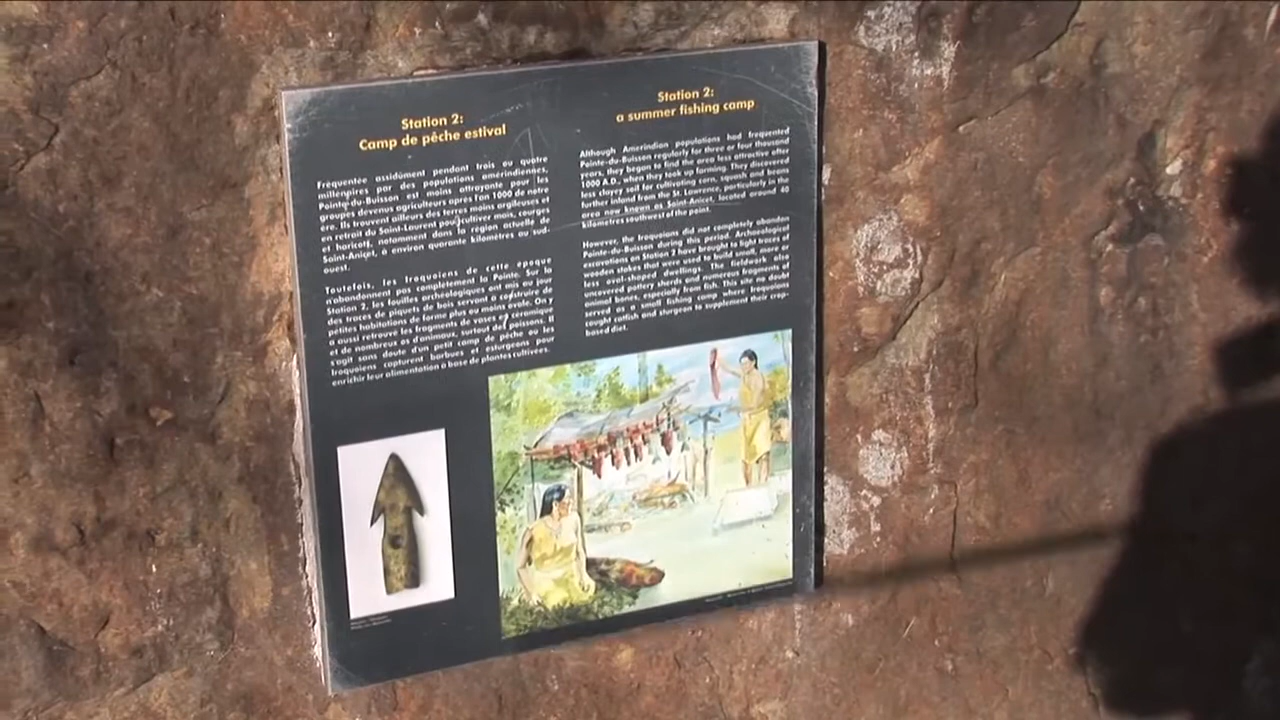 Station 2:
Camp de pêche estival
Fréquentée assidûment pendant trois ou quatre
millénaires par des populations amérindiennes,
Pointe-du-Buisson est moins attrayante pour les
groupes devenus agriculteurs après l'an 1000 de notre
ère. Ils trouvent ailleurs des terres moins argileuses et
en retrait du Saint-Laurent pour cultiver maïs, courges
et haricots, notamment dans la région actuelle de
Saint-Anicet, à environ quarante kilomètres au sud-
ouest.
Toutefois, les Iroquoiens de cette époque
n'abandonnent pas complètement la Pointe. Sur la
Station 2, les fouilles archéologiques ont mis au jour
des traces de piquets de bois servant à construire de
petites habitations de forme plus ou moins ovale. On y
a aussi retrouvé les fragments de vases en céramique
et de nombreux os d'animaux, surtout des poissons. Il
s'agit sans doute d'un petit camp de pêche où les
Iroquoiens capturent barbues et esturgeons pour
enrichir leur alimentation à base de plantes cultivées.
Station 2:
a summer fishing camp
Although Amerindian populations had frequented
Pointe-du-Buisson regularly for three or four thousand
years, they began to find the area less attractive after
1000 A.D., when they took up farming. They discovered
less clayey soil for cultivating corn, squash and beans
further inland from the St. Lawrence, particularly in the
area now known as Saint-Anicet, located around 40
kilometres southwest of the point.
However, the Iroquoians did not completely abandon
Pointe-du-Buisson during this period. Archaeological
excavations on Station 2 have brought to light traces of
wooden stakes that were used to build small, more or
less oval-shaped dwellings. The fieldwork also
uncovered pottery sherds and numerous fragments of
animal bones, especially from fish. This site no doubt
served as a small fishing camp where Iroquoians
caught catfish and sturgeon to supplement their crop-
based diet.